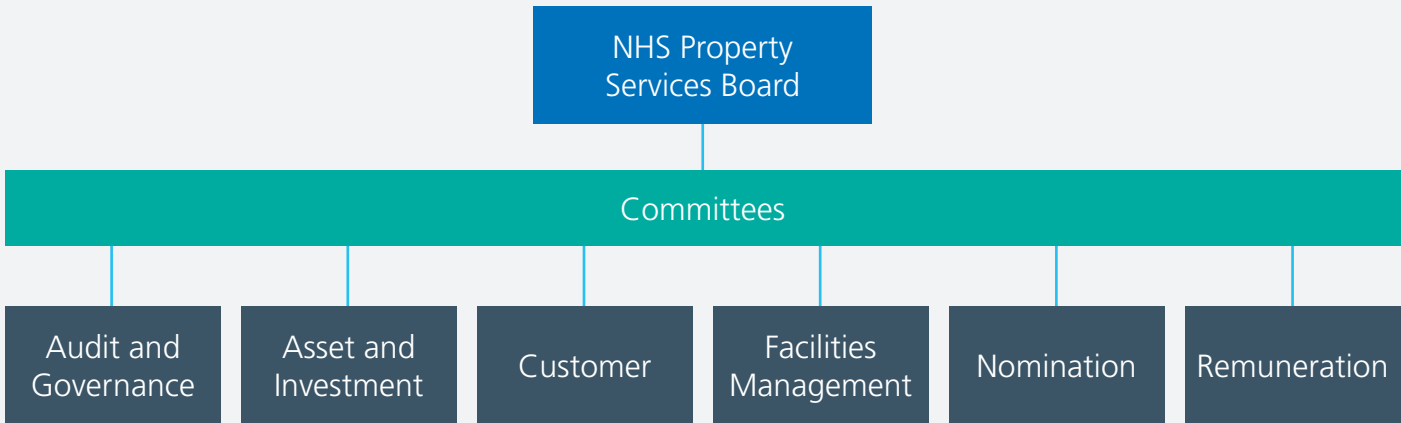 NHS Property
Services Board
Committees
Audit and
Governance
Asset and
Investment
Customer
Facilities
Management
Nomination
Remuneration